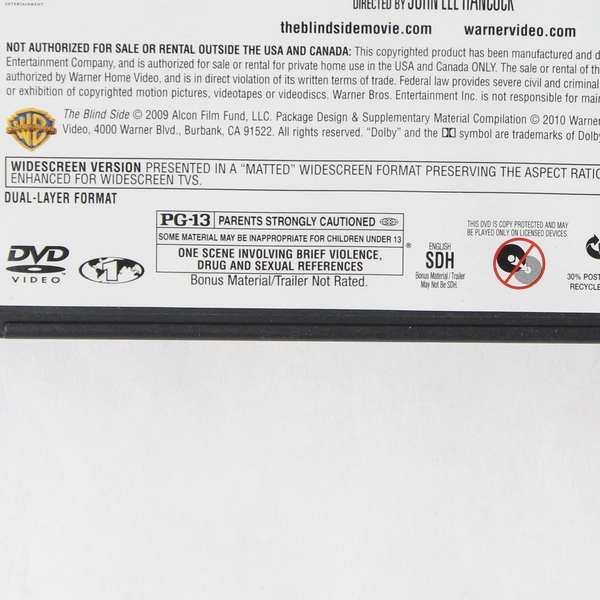 ENTERTAINMENT
DIRECTED BY JOHN LEE HANCOCK
theblindsidemovie.com warnervideo.com
NOT AUTHORIZED FOR SALE OR RENTAL OUTSIDE THE USA AND CANADA: This copyrighted product has been manufactured and d
Entertainment Company, and is authorized for sale or rental for private home use in the USA and Canada ONLY. The sale or rental of th
authorized by Warner Home Video, and is in direct violation of its written terms of trade. Federal law provides severe civil and criminal
or exhibition of copyrighted motion pictures, videotapes or videodiscs. Warner Bros. Entertainment Inc. is not responsible for mai
The Blind Side © 2009 Alcon Film Fund, LLC. Package Design & Supplementary Material Compilation © 2010 Warner
Video, 4000 Warner Blvd., Burbank, CA 91522. All rights reserved. "Dolby" and the DD symbol are trademarks of Dolby
WB
WIDESCREEN VERSION PRESENTED IN A "MATTED" WIDESCREEN FORMAT PRESERVING THE ASPECT RATIO
ENHANCED FOR WIDESCREEN TVS.
DUAL-LAYER FORMAT
PG-13 PARENTS STRONGLY CAUTIONED
SOME MATERIAL MAY BE INAPPROPRIATE FOR CHILDREN UNDER 13
ONE SCENE INVOLVING BRIEF VIOLENCE,
DRUG AND SEXUAL REFERENCES
®
Bonus Material/Trailer Not Rated.
DVD
VIDEO
1
ENGLISH
SDH
Bonus Material/Trailer
May Not Be SDH.
THIS DVD IS COPY PROTECTED AND MAY
BE PLAYED ONLY ON LICENSED DEVICES.
30% POST
RECYCLE